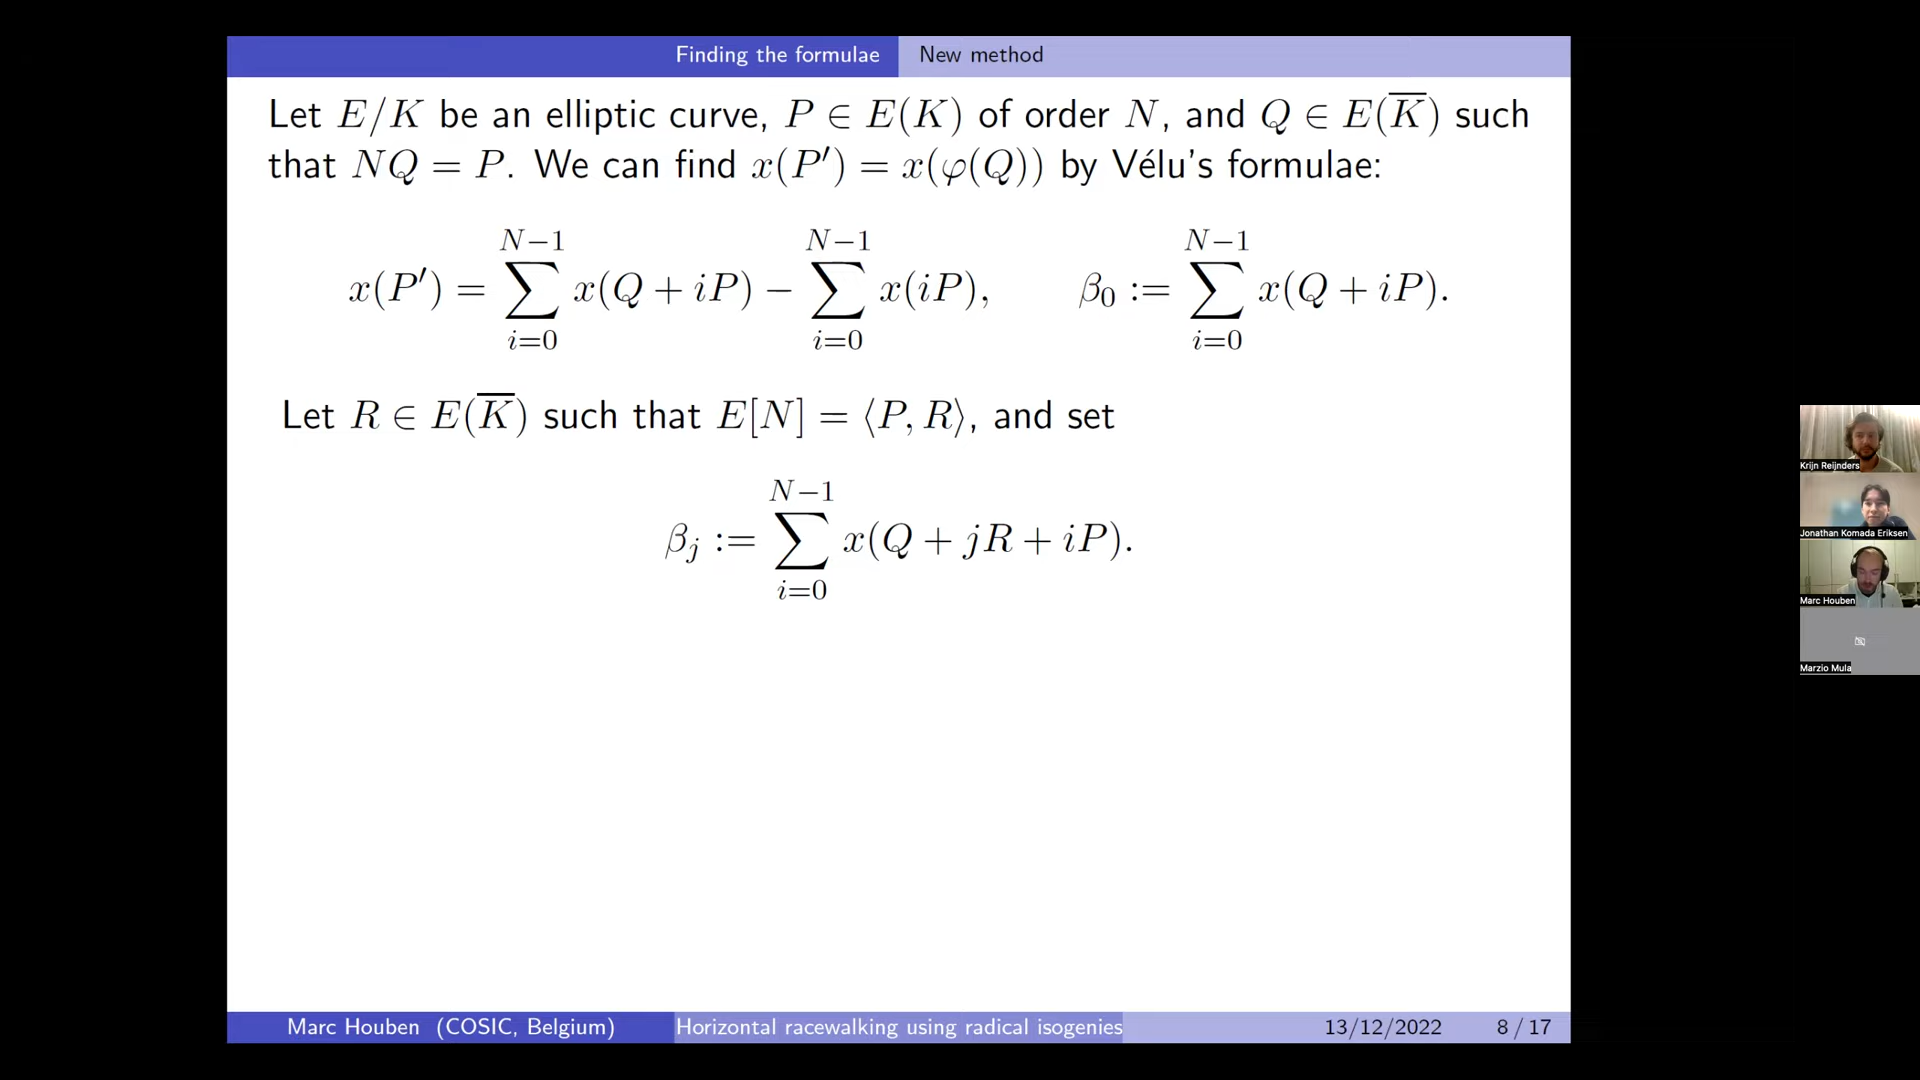 Finding the formulae New method
Let E/K be an elliptic curve, P ∈ E(K) of order N, and Q ∈ E(K̅) such
that NQ = P. We can find x(P′) = x(φ(Q)) by Vélu's formulae:
x(P′) = ∑_{i=0}^{N−1} x(Q + iP) − ∑_{i=0}^{N−1} x(iP), β₀ := ∑_{i=0}^{N−1} x(Q + iP).
Let R ∈ E(K̅) such that E[N] = ⟨P, R⟩, and set
β_j := ∑_{i=0}^{N−1} x(Q + jR + iP).
Krijn Reijnders
Jonathan Komada Eriksen
Marc Houben
Marzio Mula
Marc Houben (COSIC, Belgium) Horizontal racewalking using radical isogenies 13/12/2022 8 / 17